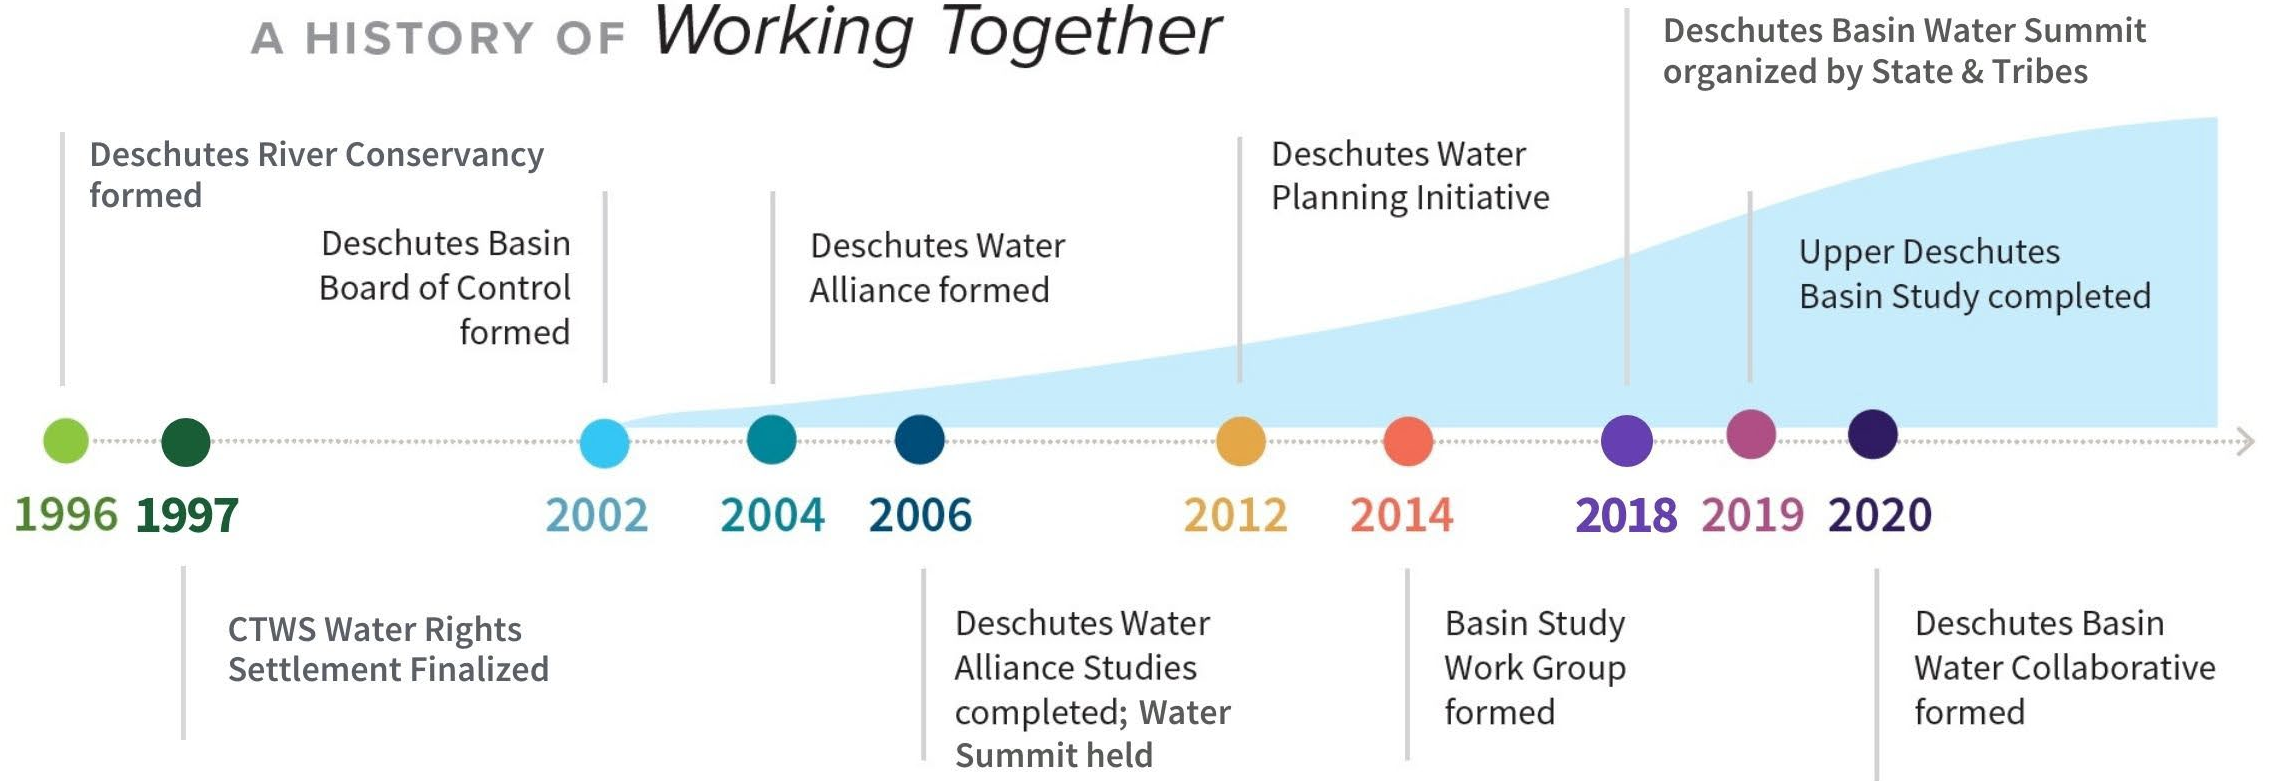 A HISTORY OF Working Together
Deschutes Basin Water Summit
organized by State & Tribes
Deschutes River Conservancy
formed
Deschutes Basin
Board of Control
formed
Deschutes Water
Alliance formed
Deschutes Water
Planning Initiative
Upper Deschutes
Basin Study completed
1996 1997 2002 2004 2006 2012 2014 2018 2019 2020
CTWS Water Rights
Settlement Finalized
Deschutes Water
Alliance Studies
completed; Water
Summit held
Basin Study
Work Group
formed
Deschutes Basin
Water Collaborative
formed